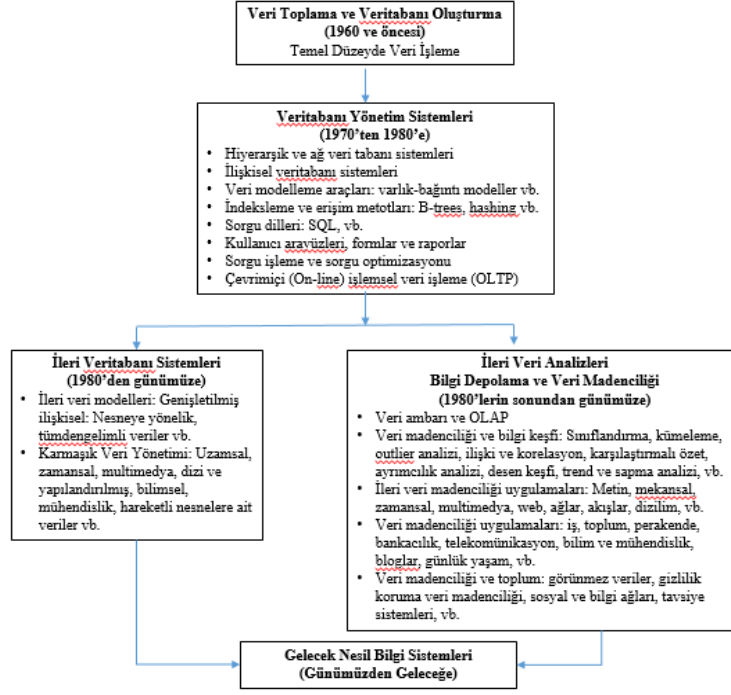 Veri Toplama ve Veritabanı Oluşturma
(1960 ve öncesi)
Temel Düzeyde Veri İşleme
Veritabanı Yönetim Sistemleri
(1970’ten 1980’e)
• Hiyerarşik ve ağ veri tabanı sistemleri
• İlişkisel veritabanı sistemleri
• Veri modelleme araçları: varlık-bağıntı modeller vb.
• İndeksleme ve erişim metotları: B-trees, hashing vb.
• Sorgu dilleri: SQL, vb.
• Kullanıcı arayüzleri, formlar ve raporlar
• Sorgu işleme ve sorgu optimizasyonu
• Çevrimiçi (On-line) işlemsel veri işleme (OLTP)
İleri Veritabanı Sistemleri
(1980’den günümüze)
• İleri veri modelleri: Genişletilmiş
ilişkisel: Nesneye yönelik,
tümdengelimli veriler vb.
• Karmaşık Veri Yönetimi: Uzamsal,
zamansal, multimedya, dizi ve
yapılandırılmış, bilimsel,
mühendislik, hareketli nesnelere ait
veriler vb.
İleri Veri Analizleri
Bilgi Depolama ve Veri Madenciliği
(1980’lerin sonundan günümüze)
• Veri ambarı ve OLAP
• Veri madenciliği ve bilgi keşfi: Sınıflandırma, kümeleme,
outlier analizi, ilişki ve korelasyon, karşılaştırmalı özet,
ayrımcılık analizi, desen keşfi, trend ve sapma analizi, vb.
• İleri veri madenciliği uygulamaları: Metin, mekansal,
zamansal, multimedya, web, ağlar, akışlar, dizilim, vb.
• Veri madenciliği uygulamaları: iş, toplum, perakende,
bankacılık, telekomünikasyon, bilim ve mühendislik,
bloglar, günlük yaşam, vb.
• Veri madenciliği ve toplum: görünmez veriler, gizlilik
koruma veri madenciliği, sosyal ve bilgi ağları, tavsiye
sistemleri, vb.
Gelecek Nesil Bilgi Sistemleri
(Günümüzden Geleceğe)